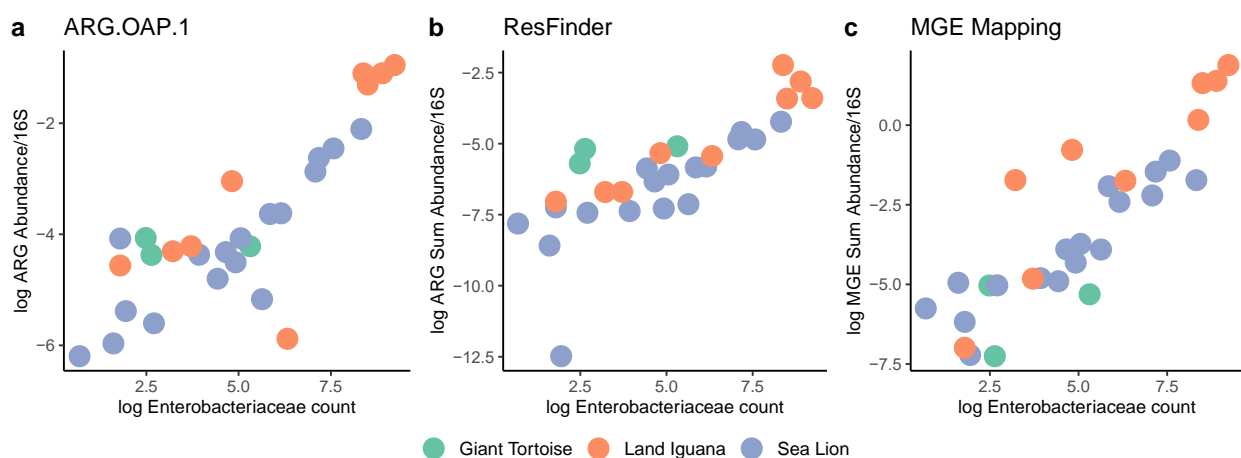 a ARG.OAP.1
log ARG Abundance/16S
−2
−4
−6
2.5 5.0 7.5
log Enterobacteriaceae count
b ResFinder
log ARG Sum Abundance/16S
−2.5
−5.0
−7.5
−10.0
−12.5
2.5 5.0 7.5
log Enterobacteriaceae count
c MGE Mapping
log MGE Sum Abundance/16S
0.0
−2.5
−5.0
−7.5
2.5 5.0 7.5
log Enterobacteriaceae count
Giant Tortoise Land Iguana Sea Lion